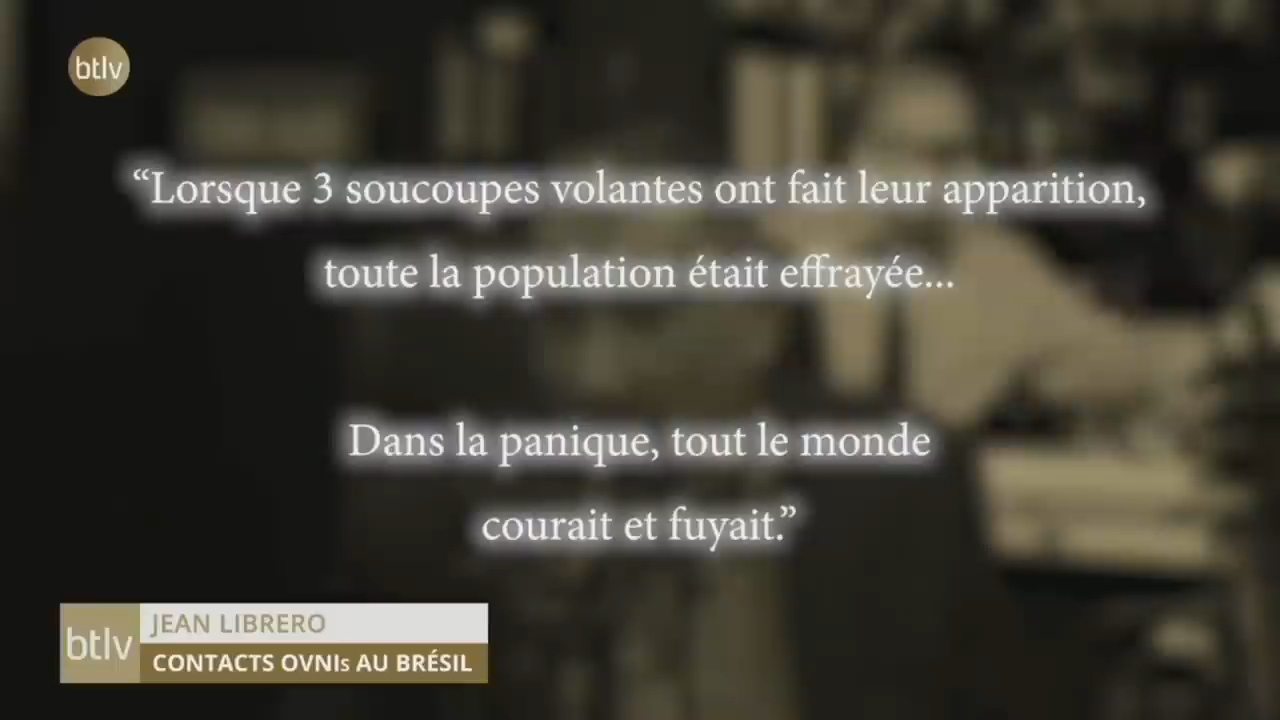 btlv
“Lorsque 3 soucoupes volantes ont fait leur apparition,
toute la population était effrayée...
Dans la panique, tout le monde
courait et fuyait.”
btlv
JEAN LIBRERO
CONTACTS OVNIs AU BRÉSIL